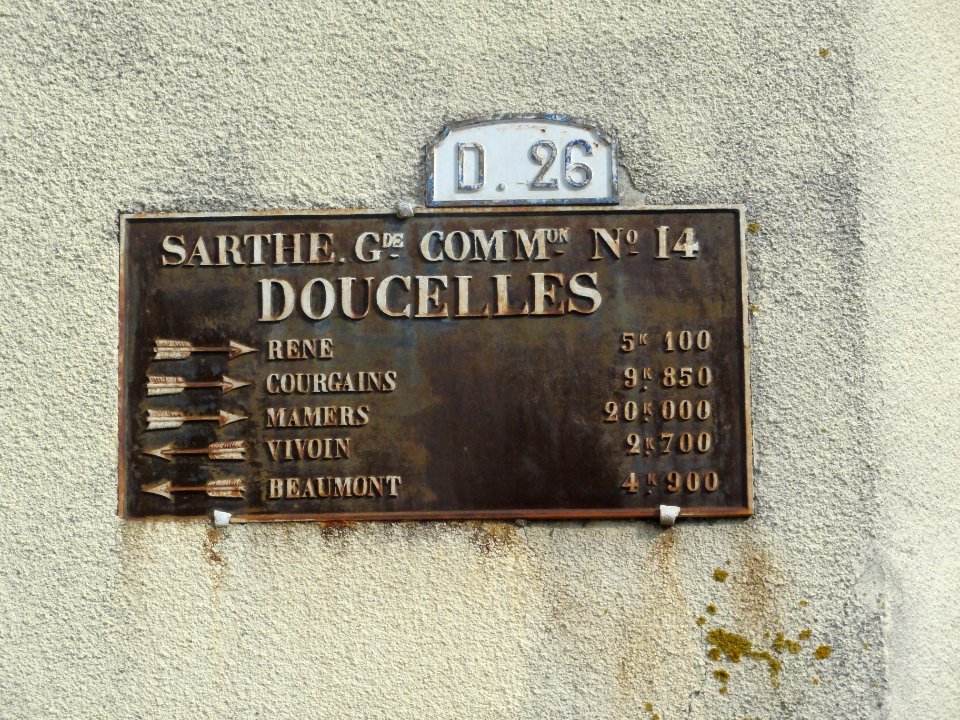 D. 26
SARTHE. Gᴅᴇ COMMᵁᴺ Nº 14
DOUCELLES
RENE 5ᴷ 100
COURGAINS 9ᴷ 850
MAMERS 20ᴷ 000
VIVOIN 2ᴷ 700
BEAUMONT 4ᴷ 900